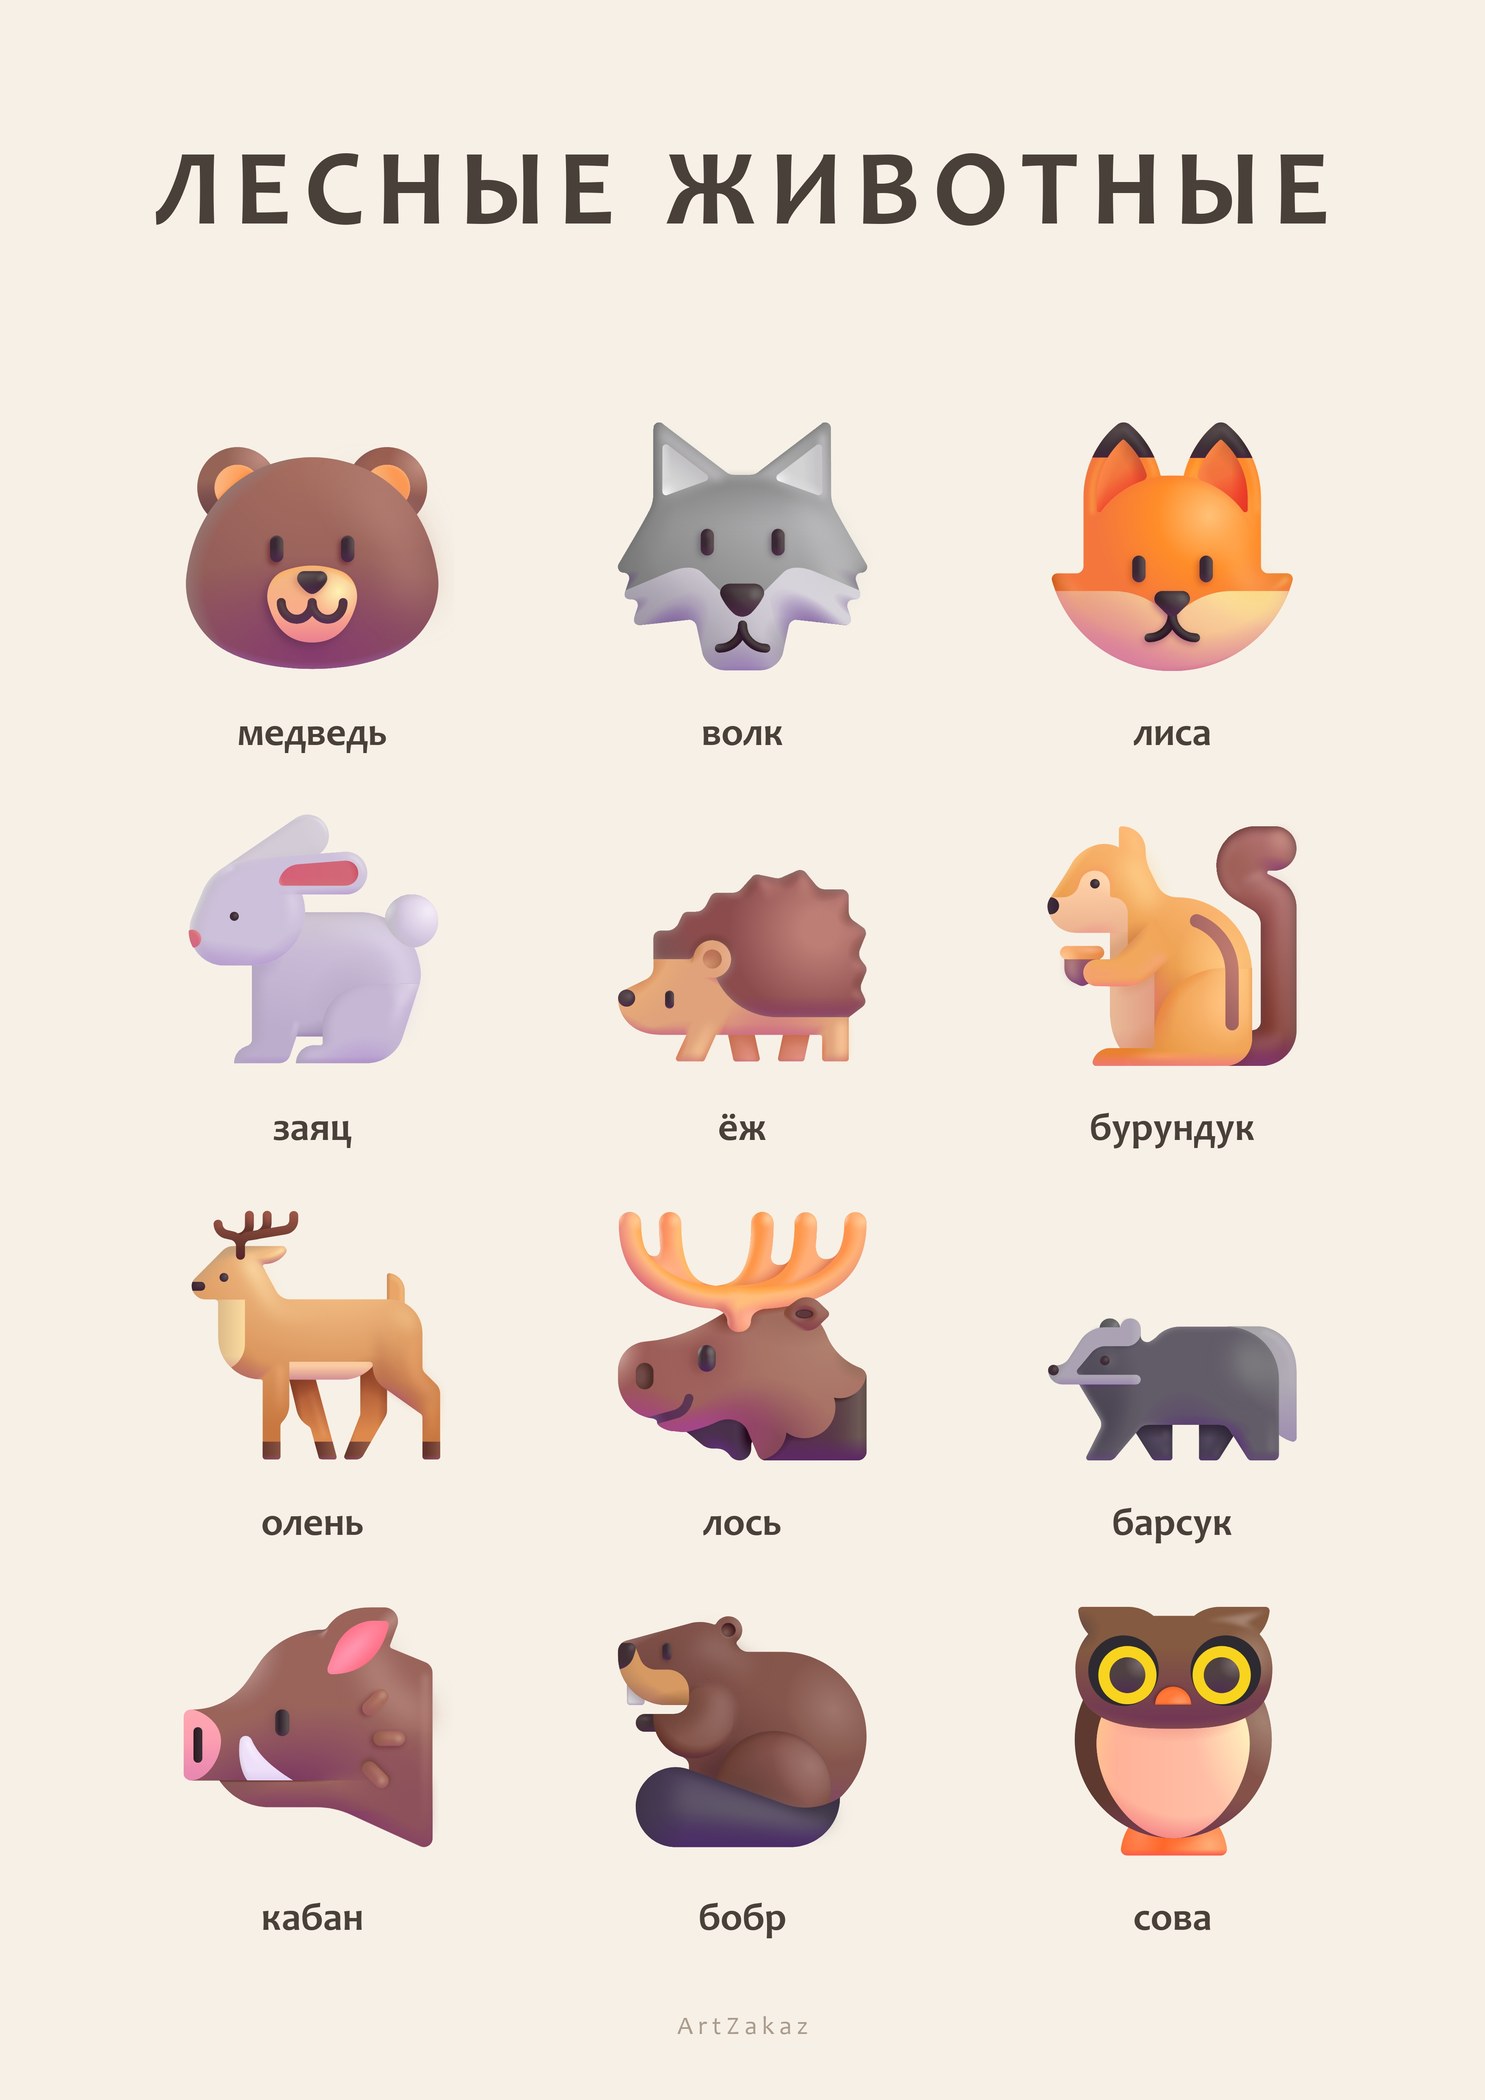 ЛЕСНЫЕ ЖИВОТНЫЕ
медведь волк лиса
заяц ёж бурундук
олень лось барсук
кабан бобр сова
ArtZakaz